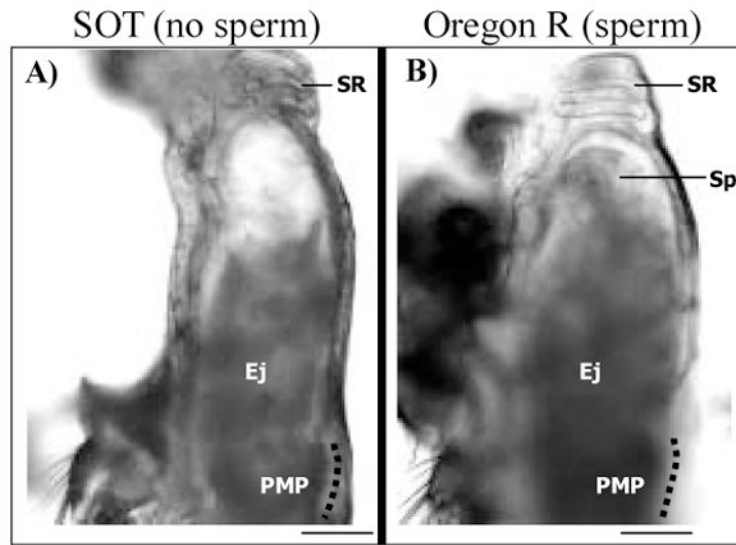 SOT (no sperm)
Oregon R (sperm)
A)
SR
Ej
PMP
B)
SR
Sp
Ej
PMP